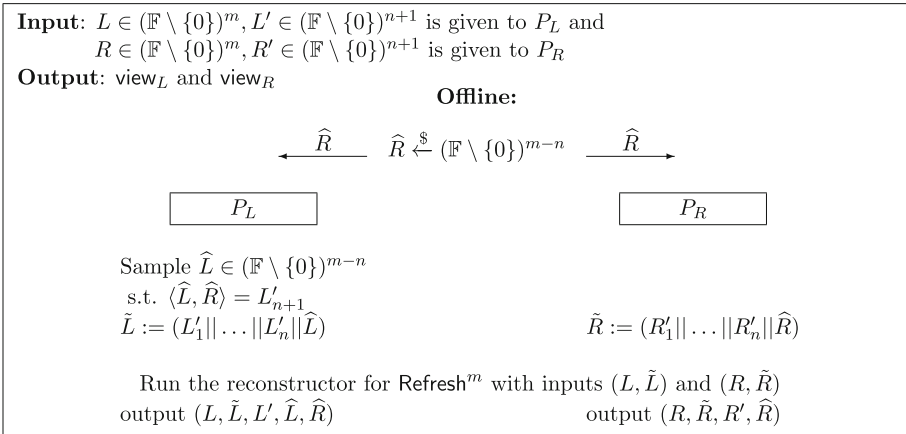 Input: L ∈ (𝔽 \ {0})^m, L′ ∈ (𝔽 \ {0})^{n+1} is given to P_L and
R ∈ (𝔽 \ {0})^m, R′ ∈ (𝔽 \ {0})^{n+1} is given to P_R
Output: view_L and view_R
Offline:
R̂ R̂ ←$ (𝔽 \ {0})^{m−n} R̂
P_L P_R
Sample L̂ ∈ (𝔽 \ {0})^{m−n}
s.t. ⟨L̂, R̂⟩ = L′_{n+1}
L̃ := (L′_1||...||L′_n||L̂) R̃ := (R′_1||...||R′_n||R̂)
Run the reconstructor for Refresh^m with inputs (L, L̃) and (R, R̃)
output (L, L̃, L′, L̂, R̂) output (R, R̃, R′, R̂)